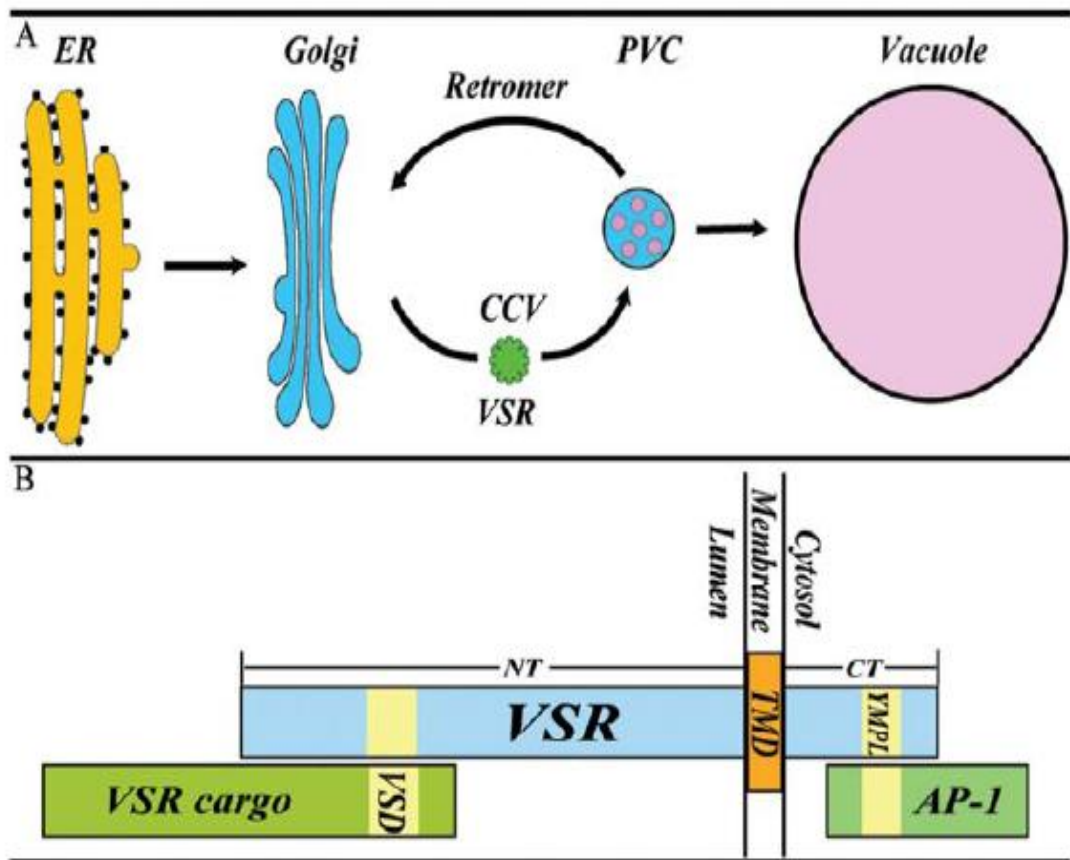 A
ER
Golgi
PVC
Vacuole
Retromer
CCV
VSR
B
Lumen
Membrane
Cytosol
NT
CT
VSR
TMD
YMPL
VSR cargo
VSD
AP-1